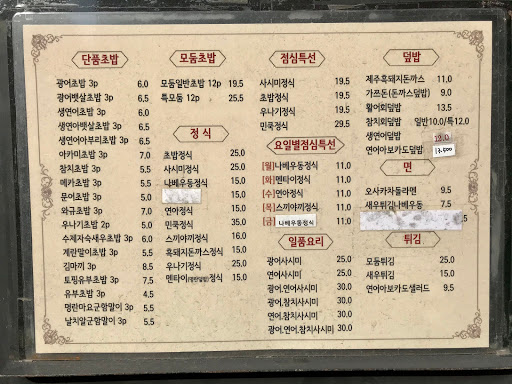 단품초밥
광어초밥 3p 6.0
광어뱃살초밥 3p 6.5
생연어초밥 3p 6.0
생연어뱃살초밥 3p 6.5
생연어아부리초밥 3p 6.5
아카미초밥 3p 7.0
참치초밥 3p 5.5
메카초밥 3p 5.5
문어초밥 3p 5.5
와규초밥 3p 7.0
우나기초밥 2p 5.0
수제자숙새우초밥 3p 6.0
계란말이초밥 3p 5.5
김마끼 3p 8.5
토핑유부초밥 3p 7.5
유부초밥 3p 4.5
명란마요군함말이 3p 5.5
날치알군함말이 3p 5.5
모둠초밥
모둠일반초밥 12p 19.5
특모둠 12p 25.5
정식
초밥정식 25.0
사시미정식 25.0
나베우동정식 15.0
15.0
연아정식 15.0
민쿡정식 35.0
스끼야끼정식 16.0
흑돼지돈까스정식 15.0
우나기정식 25.0
멘타이정식 15.0
점심특선
사시미정식 19.5
초밥정식 19.5
우나기정식 19.5
민쿡정식 29.5
요일별점심특선
[월]나베우동정식 11.0
[화]멘타이정식 11.0
[수]연아정식 11.0
[목]스끼야끼정식 11.0
[금] 나베우동정식 11.0
일품요리
광어사시미 25.0
연어사시미 25.0
광어.연어사시미 30.0
광어.참치사시미 30.0
연어.참치사시미 30.0
광어.연어.참치사시미 30.0
덮밥
제주흑돼지돈까스 11.0
가쯔돈(돈까스덮밥) 9.0
활어회덮밥 13.5
참치회덮밥 일반10.0/특12.0
생연어덮밥
연어아보카도덮밥 13.500
면
오사카차돌라멘 9.5
새우튀김나베우동 7.5
.5
튀김
모둠튀김 25.0
새우튀김 15.0
연어아보카도샐러드 9.5